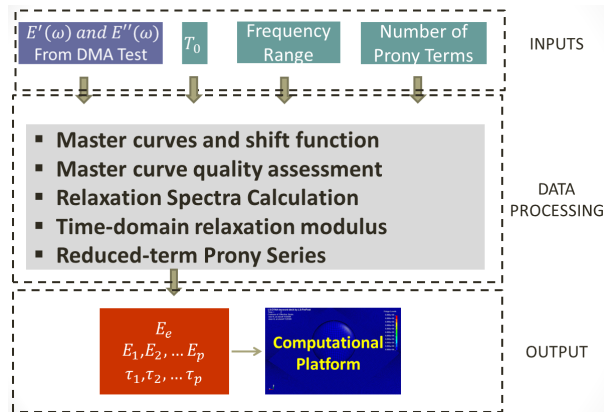 E′(ω) and E′′(ω)
From DMA Test
T₀
Frequency
Range
Number of
Prony Terms
INPUTS
▪ Master curves and shift function
▪ Master curve quality assessment
▪ Relaxation Spectra Calculation
▪ Time-domain relaxation modulus
▪ Reduced-term Prony Series
DATA
PROCESSING
Eₑ
E₁,E₂, … Eₚ
τ₁,τ₂, … τₚ
Computational
Platform
OUTPUT